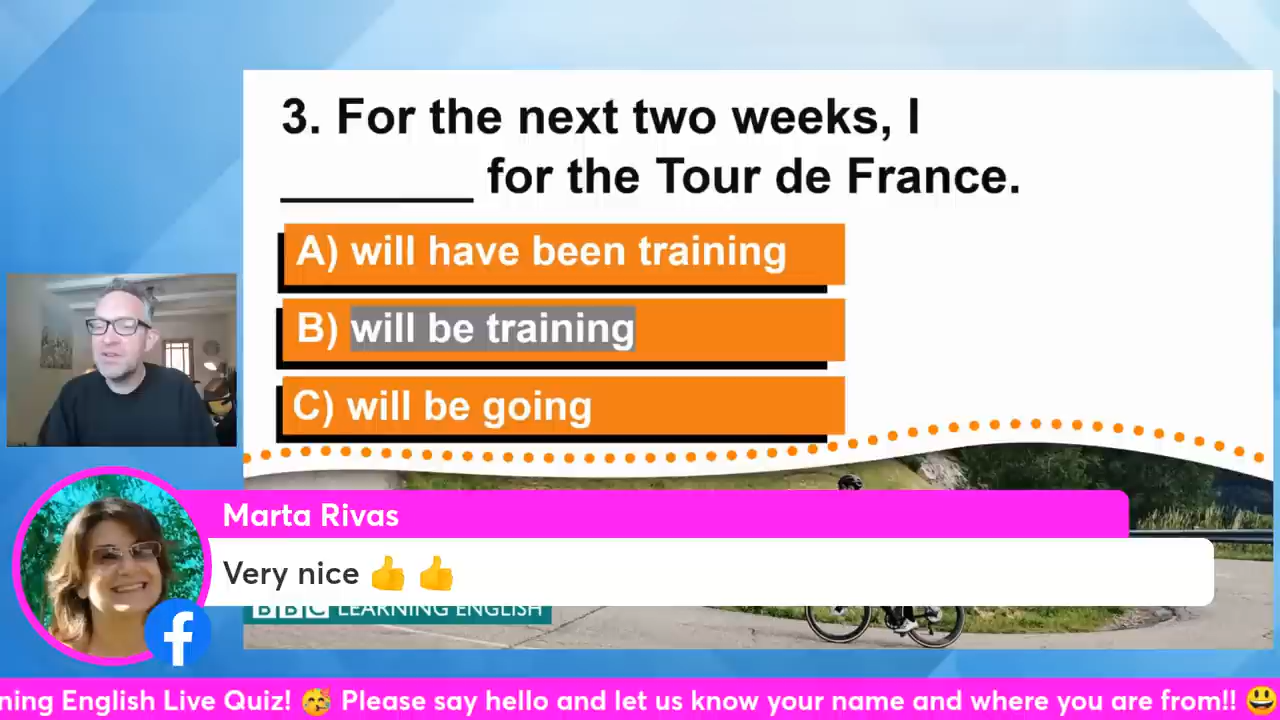 3. For the next two weeks, I
_______ for the Tour de France.
A) will have been training
B) will be training
C) will be going
Marta Rivas
Very nice 👍 👍
BBC LEARNING ENGLISH
ning English Live Quiz! 🥳 Please say hello and let us know your name and where you are from!! 😃